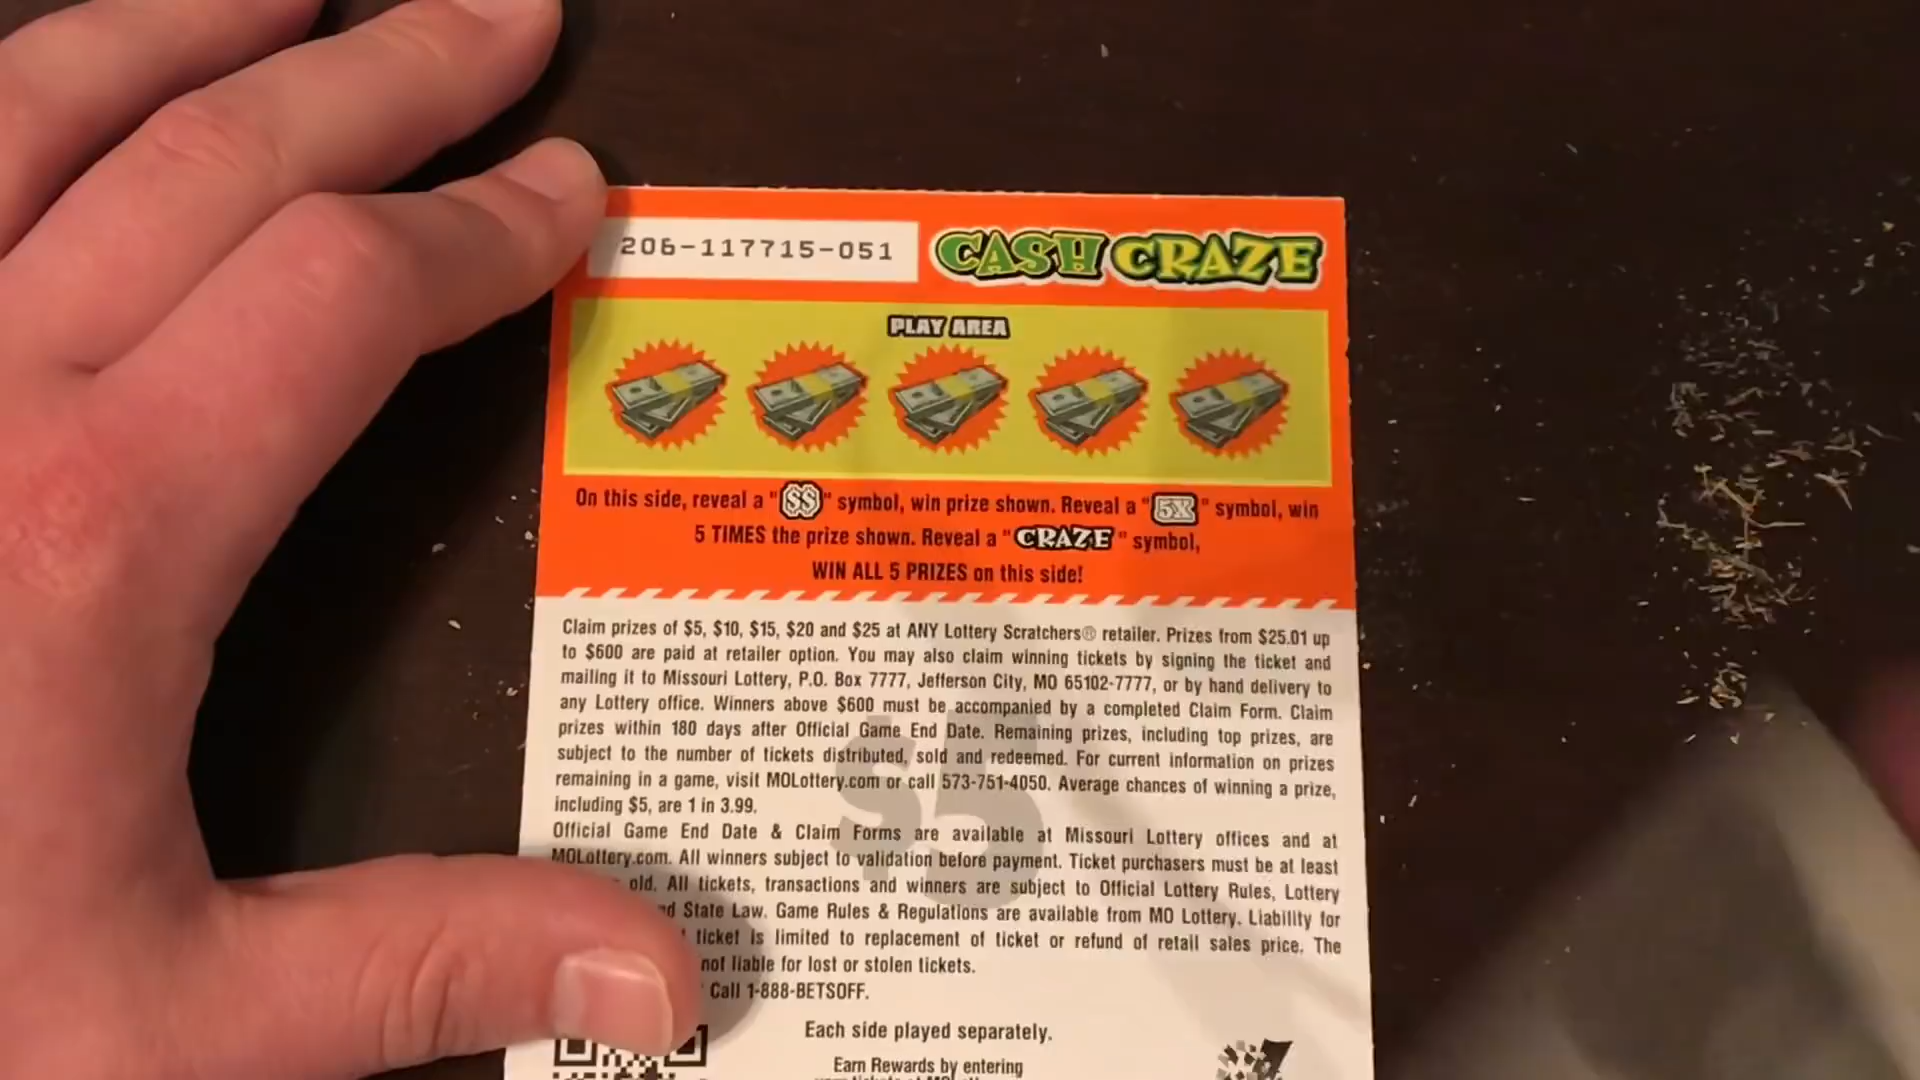 206-117715-051
CASH CRAZE
PLAY AREA
On this side, reveal a "$$" symbol, win prize shown. Reveal a "5X" symbol, win
5 TIMES the prize shown. Reveal a "CRAZE" symbol,
WIN ALL 5 PRIZES on this side!
Claim prizes of $5, $10, $15, $20 and $25 at ANY Lottery Scratchers® retailer. Prizes from $25.01 up
to $600 are paid at retailer option. You may also claim winning tickets by signing the ticket and
mailing it to Missouri Lottery, P.O. Box 7777, Jefferson City, MO 65102-7777, or by hand delivery to
any Lottery office. Winners above $600 must be accompanied by a completed Claim Form. Claim
prizes within 180 days after Official Game End Date. Remaining prizes, including top prizes, are
subject to the number of tickets distributed, sold and redeemed. For current information on prizes
remaining in a game, visit MOLottery.com or call 573-751-4050. Average chances of winning a prize,
including $5, are 1 in 3.99.
$5
Official Game End Date & Claim Forms are available at Missouri Lottery offices and at
MOLottery.com. All winners subject to validation before payment. Ticket purchasers must be at least
old. All tickets, transactions and winners are subject to Official Lottery Rules, Lottery
State Law. Game Rules & Regulations are available from MO Lottery. Liability for
ticket is limited to replacement of ticket or refund of retail sales price. The
not liable for lost or stolen tickets.
Call 1-888-BETSOFF.
Each side played separately.
Earn Rewards by entering